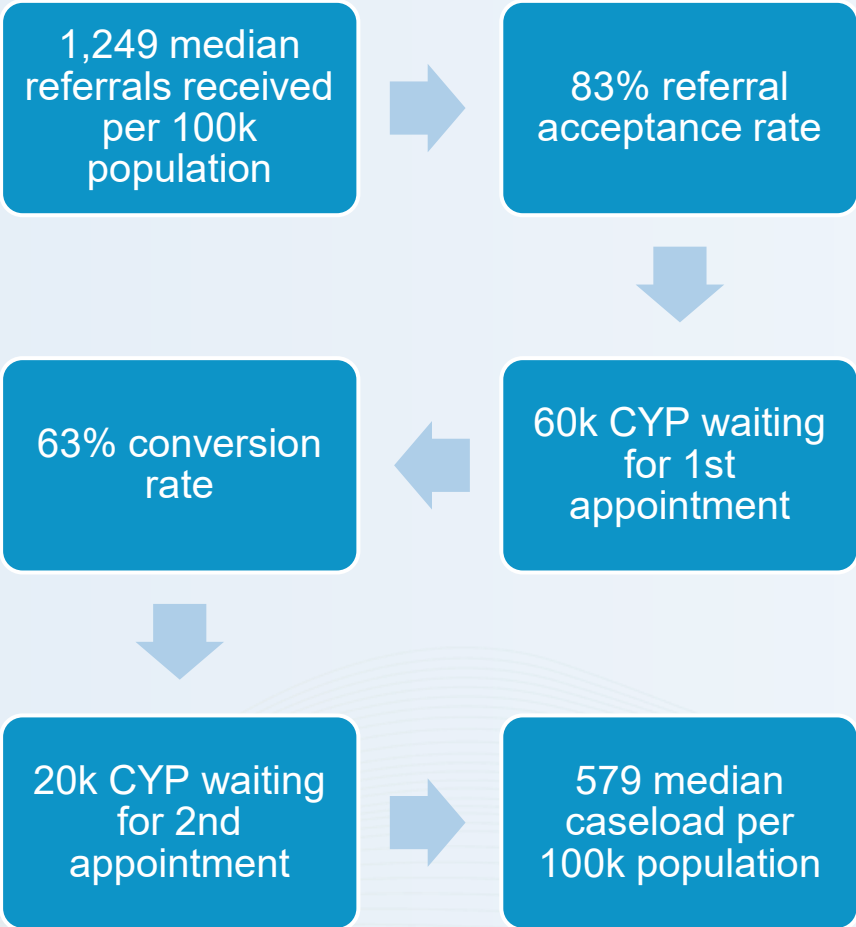 1,249 median
referrals received
per 100k
population
83% referral
acceptance rate
60k CYP waiting
for 1st
appointment
63% conversion
rate
20k CYP waiting
for 2nd
appointment
579 median
caseload per
100k population